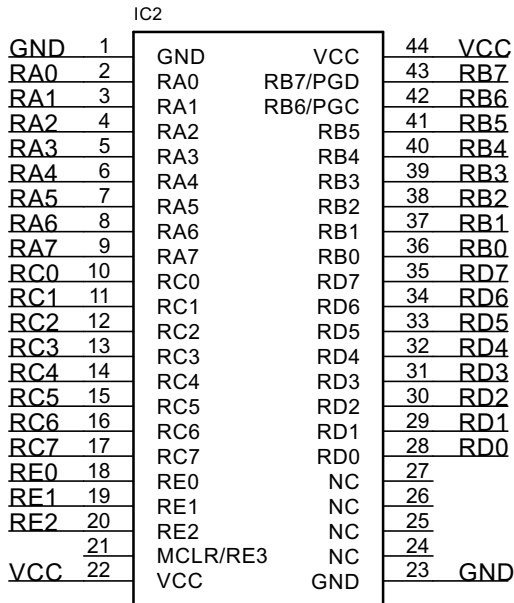 IC2
GND 1 GND VCC 44 VCC
RA0 2 RA0 RB7/PGD 43 RB7
RA1 3 RA1 RB6/PGC 42 RB6
RA2 4 RA2 RB5 41 RB5
RA3 5 RA3 RB4 40 RB4
RA4 6 RA4 RB3 39 RB3
RA5 7 RA5 RB2 38 RB2
RA6 8 RA6 RB1 37 RB1
RA7 9 RA7 RB0 36 RB0
RC0 10 RC0 RD7 35 RD7
RC1 11 RC1 RD6 34 RD6
RC2 12 RC2 RD5 33 RD5
RC3 13 RC3 RD4 32 RD4
RC4 14 RC4 RD3 31 RD3
RC5 15 RC5 RD2 30 RD2
RC6 16 RC6 RD1 29 RD1
RC7 17 RC7 RD0 28 RD0
RE0 18 RE0 NC 27
RE1 19 RE1 NC 26
RE2 20 RE2 NC 25
21 MCLR/RE3 NC 24
VCC 22 VCC GND 23 GND